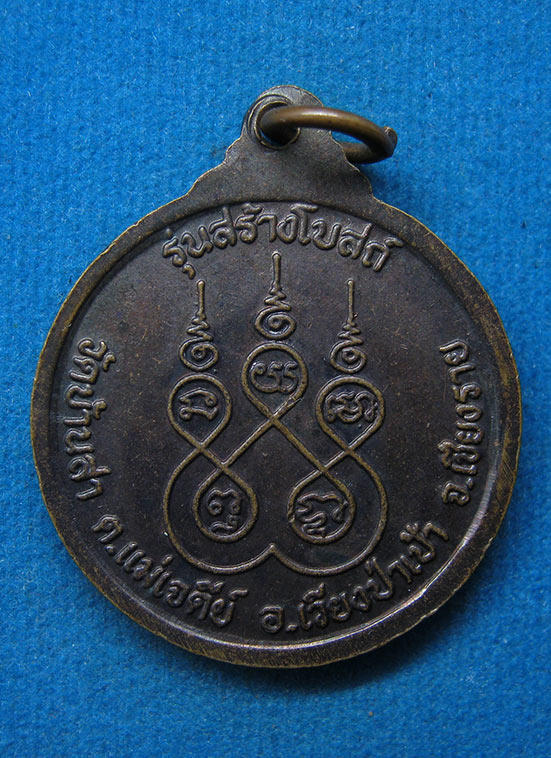 รุ่นสร้างโบสถ์
วัดบ้านสา ต.แม่เจดีย์ อ.เวียงป่าเป้า จ.เชียงราย